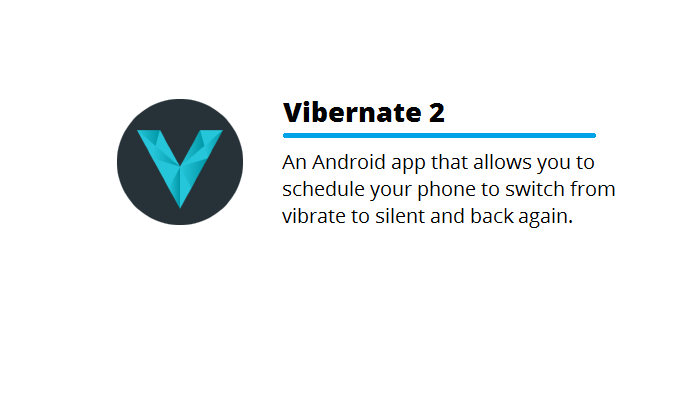 Vibernate 2
An Android app that allows you to
schedule your phone to switch from
vibrate to silent and back again.